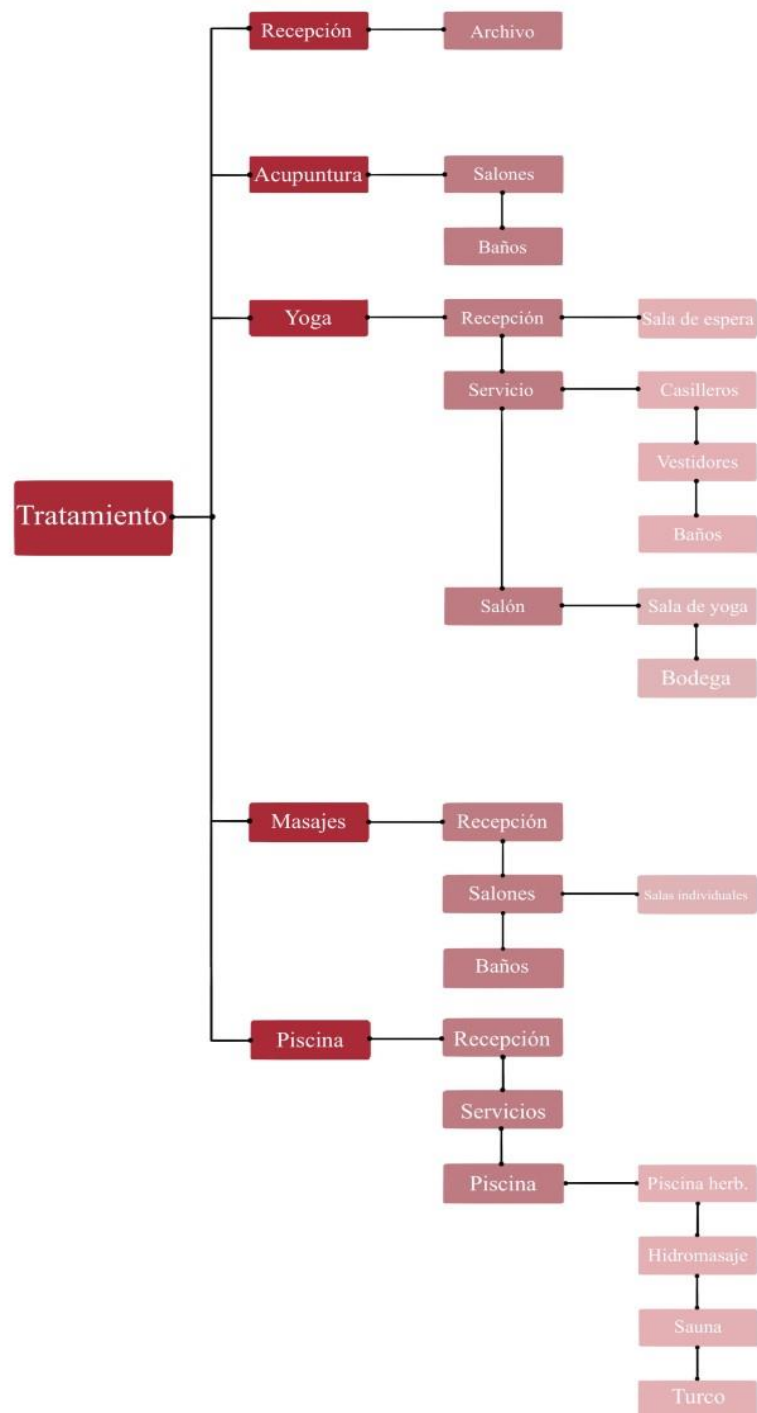 Recepción
Archivo
Acupuntura
Salones
Baños
Yoga
Recepción
Sala de espera
Servicio
Casilleros
Vestidores
Tratamiento
Baños
Salón
Sala de yoga
Bodega
Masajes
Recepción
Salones
Salas individuales
Baños
Piscina
Recepción
Servicios
Piscina
Piscina herb.
Hidromasaje
Sauna
Turco